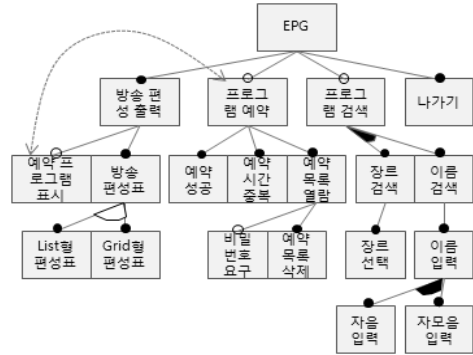 EPG
방송 편
성 출력
프로그
램 예약
프로그
램 검색
나가기
예약 프
로그램
표시
방송
편성표
예약
성공
예약
시간
중복
예약
목록
열람
장르
검색
이름
검색
List형
편성표
Grid형
편성표
비밀
번호
요구
예약
목록
삭제
장르
선택
이름
입력
자음
입력
자모음
입력